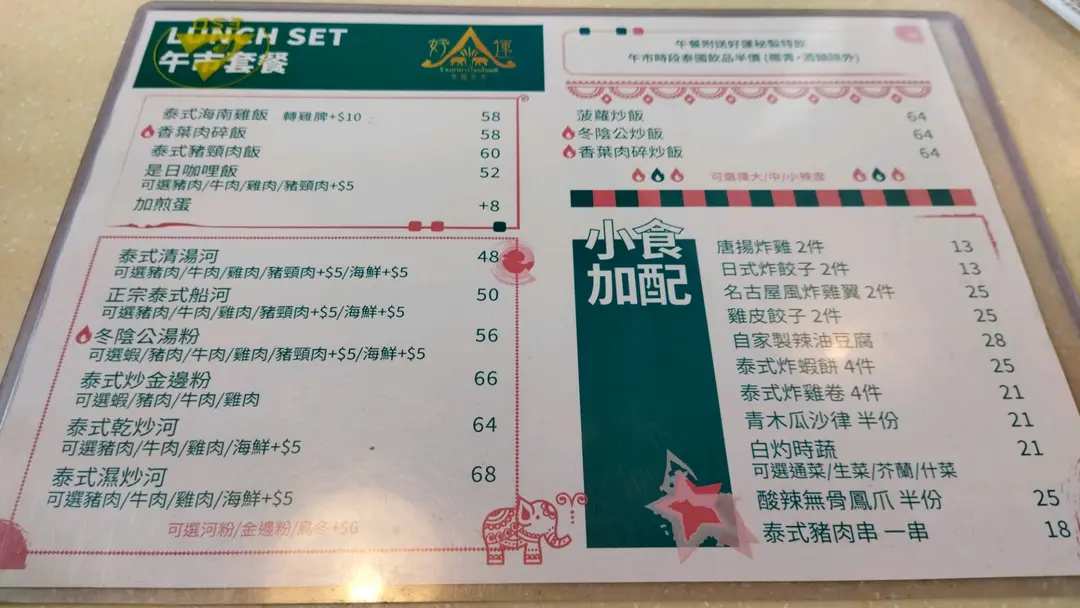 LUNCH SET
午市套餐
好運
泰式海南雞飯 轉雞脾+$10 58
香葉肉碎飯 58
泰式豬頸肉飯 60
是日咖哩飯 52
可選豬肉/牛肉/雞肉/豬頸肉+$5
加煎蛋 +8
泰式清湯河 48
可選豬肉/牛肉/雞肉/豬頸肉+$5/海鮮+$5
正宗泰式船河 50
可選豬肉/牛肉/雞肉/豬頸肉+$5/海鮮+$5
冬陰公湯粉 56
可選蝦/豬肉/牛肉/雞肉/豬頸肉+$5/海鮮+$5
泰式炒金邊粉 66
可選蝦/豬肉/牛肉/雞肉
泰式乾炒河 64
可選豬肉/牛肉/雞肉/海鮮+$5
泰式濕炒河 68
可選豬肉/牛肉/雞肉/海鮮+$5
可選河粉/金邊粉/烏冬+$6
午餐附送好運秘製特飲
午市時段泰國飲品半價 (椰青,酒類除外)
菠蘿炒飯 64
冬陰公炒飯 64
香葉肉碎炒飯 64
可選擇大/中/小辣度
小食
加配
唐揚炸雞 2件 13
日式炸餃子 2件 13
名古屋風炸雞翼 2件 25
雞皮餃子 2件 25
自家製辣油豆腐 28
泰式炸蝦餅 4件 25
泰式炸雞卷 4件 21
青木瓜沙律 半份 21
白灼時蔬 21
可選通菜/生菜/芥蘭/什菜
酸辣無骨鳳爪 半份 25
泰式豬肉串 一串 18